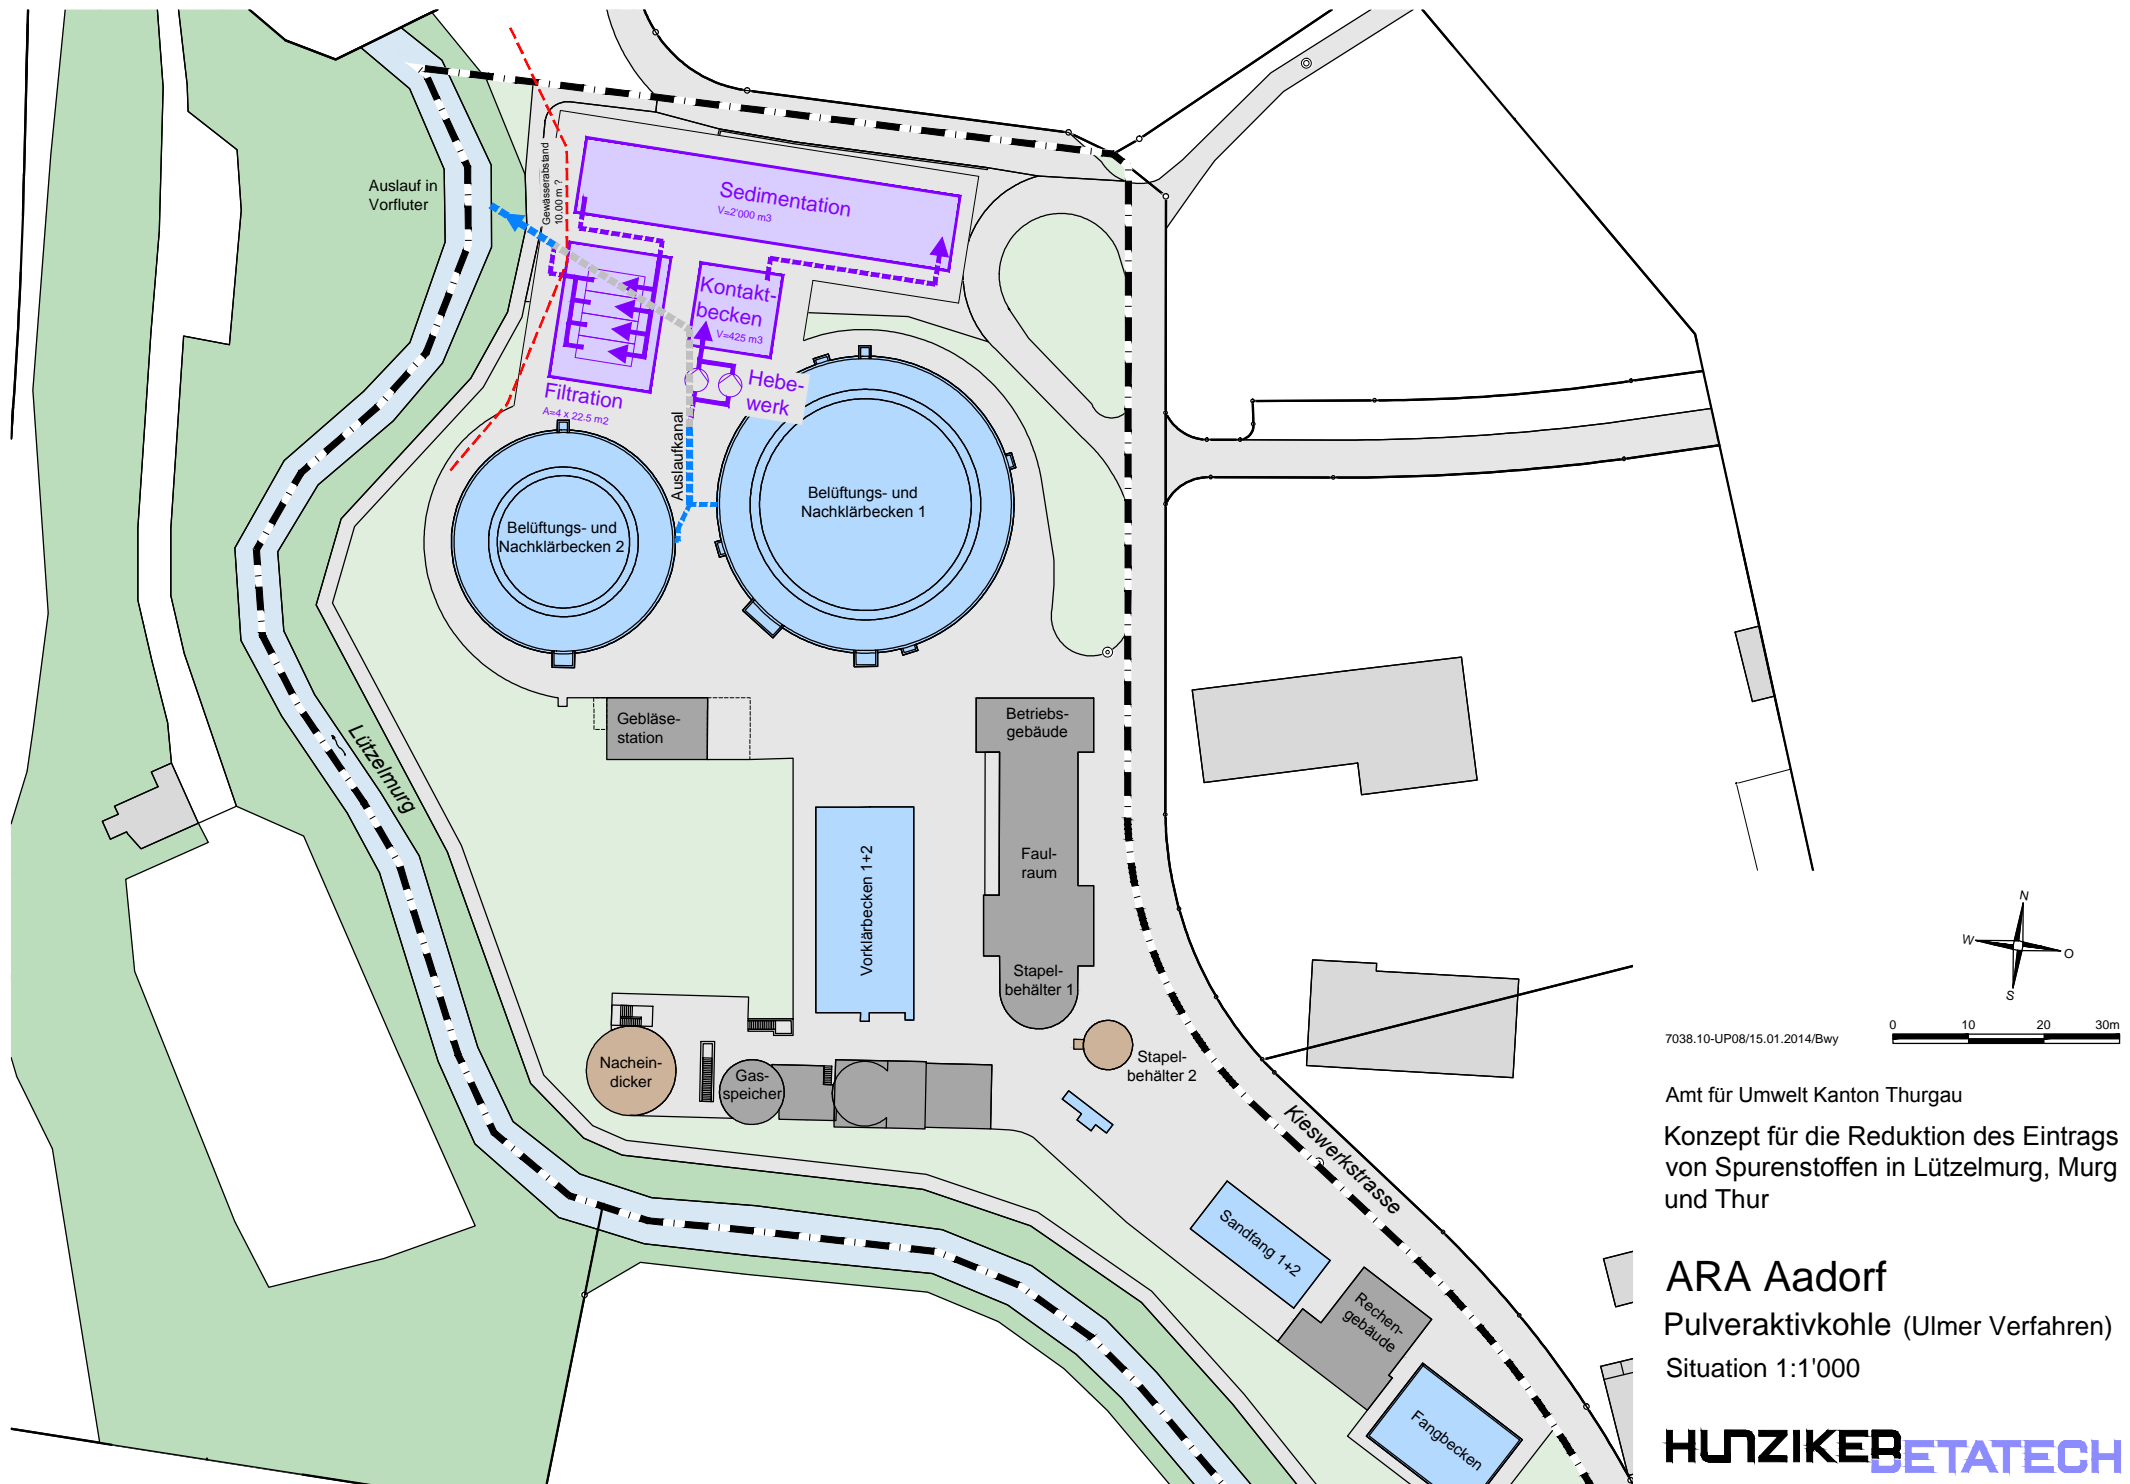 Auslauf in
Vorfluter
Gewässerabstand
10.00 m ?
Sedimentation
V=2'000 m3
Kontakt-
becken
V=425 m3
Hebe-
werk
Filtration
A=4 x 22.5 m2
Auslaufkanal
Belüftungs- und
Nachklärbecken 1
Belüftungs- und
Nachklärbecken 2
Lützelmurg
Gebläse-
station
Betriebs-
gebäude
Faul-
raum
Vorklärbecken 1+2
Stapel-
behälter 1
Nachein-
dicker
Gas-
speicher
Stapel-
behälter 2
Kieswerkstrasse
Sandfang 1+2
Rechen-
gebäude
Fangbecken
N
W
O
S
0 10 20 30m
7038.10-UP08/15.01.2014/Bwy
Amt für Umwelt Kanton Thurgau
Konzept für die Reduktion des Eintrags
von Spurenstoffen in Lützelmurg, Murg
und Thur
ARA Aadorf
Pulveraktivkohle (Ulmer Verfahren)
Situation 1:1'000
HUNZIKER BETATECH